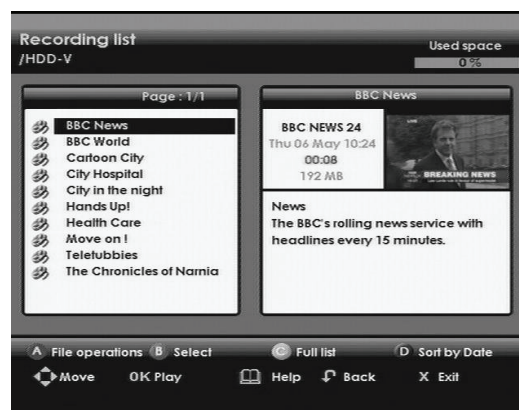 Recording list
/HDD-V
Used space
0 %
Page : 1/1
BBC News
BBC World
Cartoon City
City Hospital
City in the night
Hands Up!
Health Care
Move on !
Teletubbies
The Chronicles of Narnia
BBC News
BBC NEWS 24
Thu 06 May 10:24
00:08
192 MB
LIVE
BREAKING NEWS
News
The BBC's rolling news service with
headlines every 15 minutes.
A File operations B Select C Full list D Sort by Date
Move OK Play Help Back X Exit